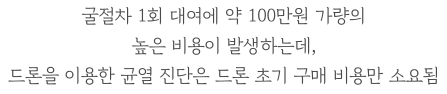 굴절차 1회 대여에 약 100만원 가량의
높은 비용이 발생하는데,
드론을 이용한 균열 진단은 드론 초기 구매 비용만 소요됨